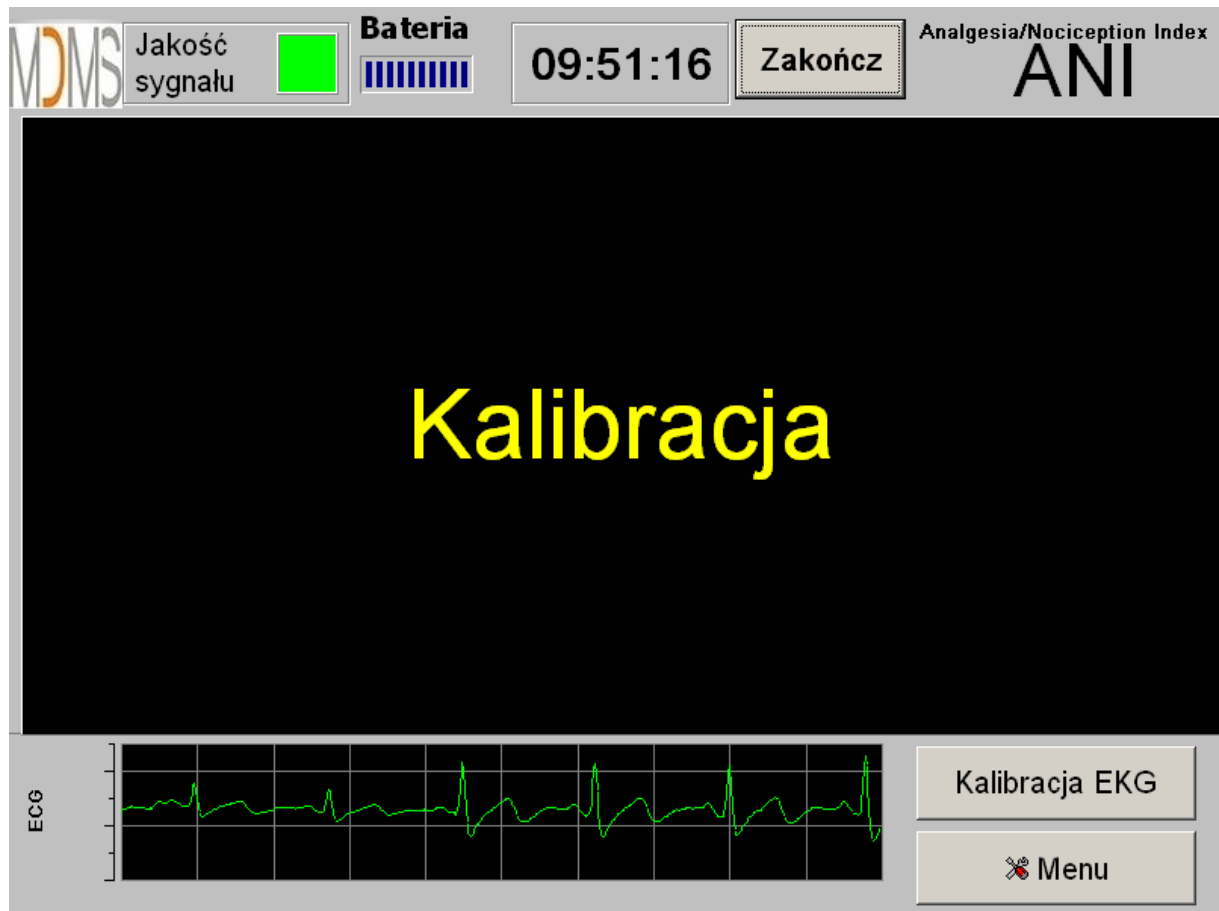 MDMS
Jakość
sygnału
Bateria
09:51:16
Zakończ
Analgesia/Nociception Index
ANI
Kalibracja
ECG
Kalibracja EKG
Menu